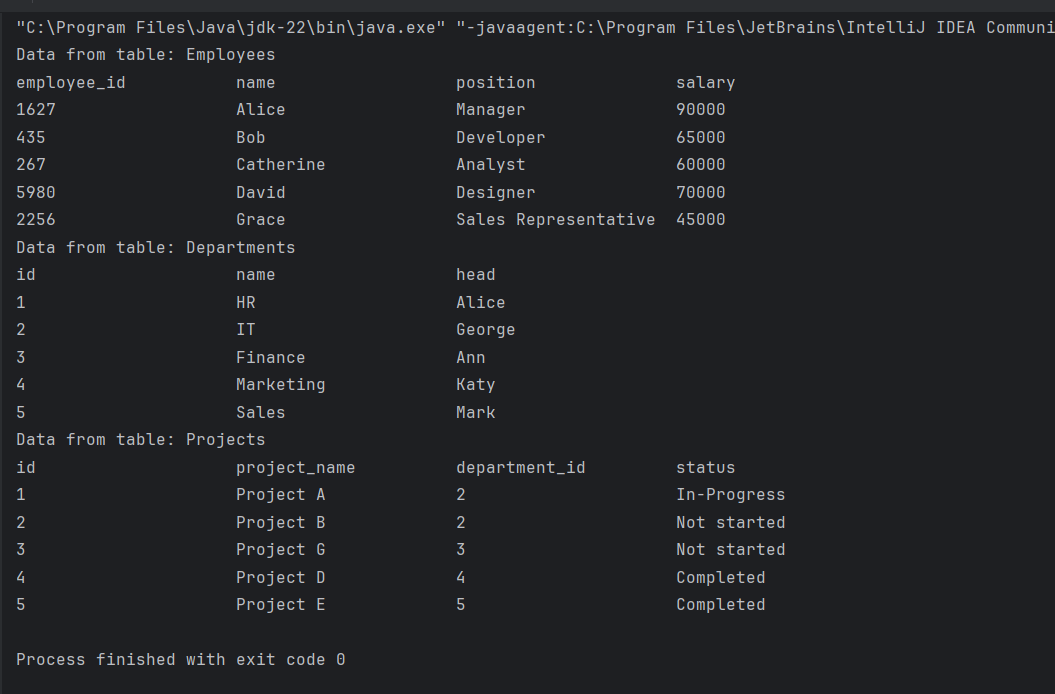 "C:\Program Files\Java\jdk-22\bin\java.exe" "-javaagent:C:\Program Files\JetBrains\IntelliJ IDEA Communi
Data from table: Employees
employee_id name position salary
1627 Alice Manager 90000
435 Bob Developer 65000
267 Catherine Analyst 60000
5980 David Designer 70000
2256 Grace Sales Representative 45000
Data from table: Departments
id name head
1 HR Alice
2 IT George
3 Finance Ann
4 Marketing Katy
5 Sales Mark
Data from table: Projects
id project_name department_id status
1 Project A 2 In-Progress
2 Project B 2 Not started
3 Project G 3 Not started
4 Project D 4 Completed
5 Project E 5 Completed
Process finished with exit code 0